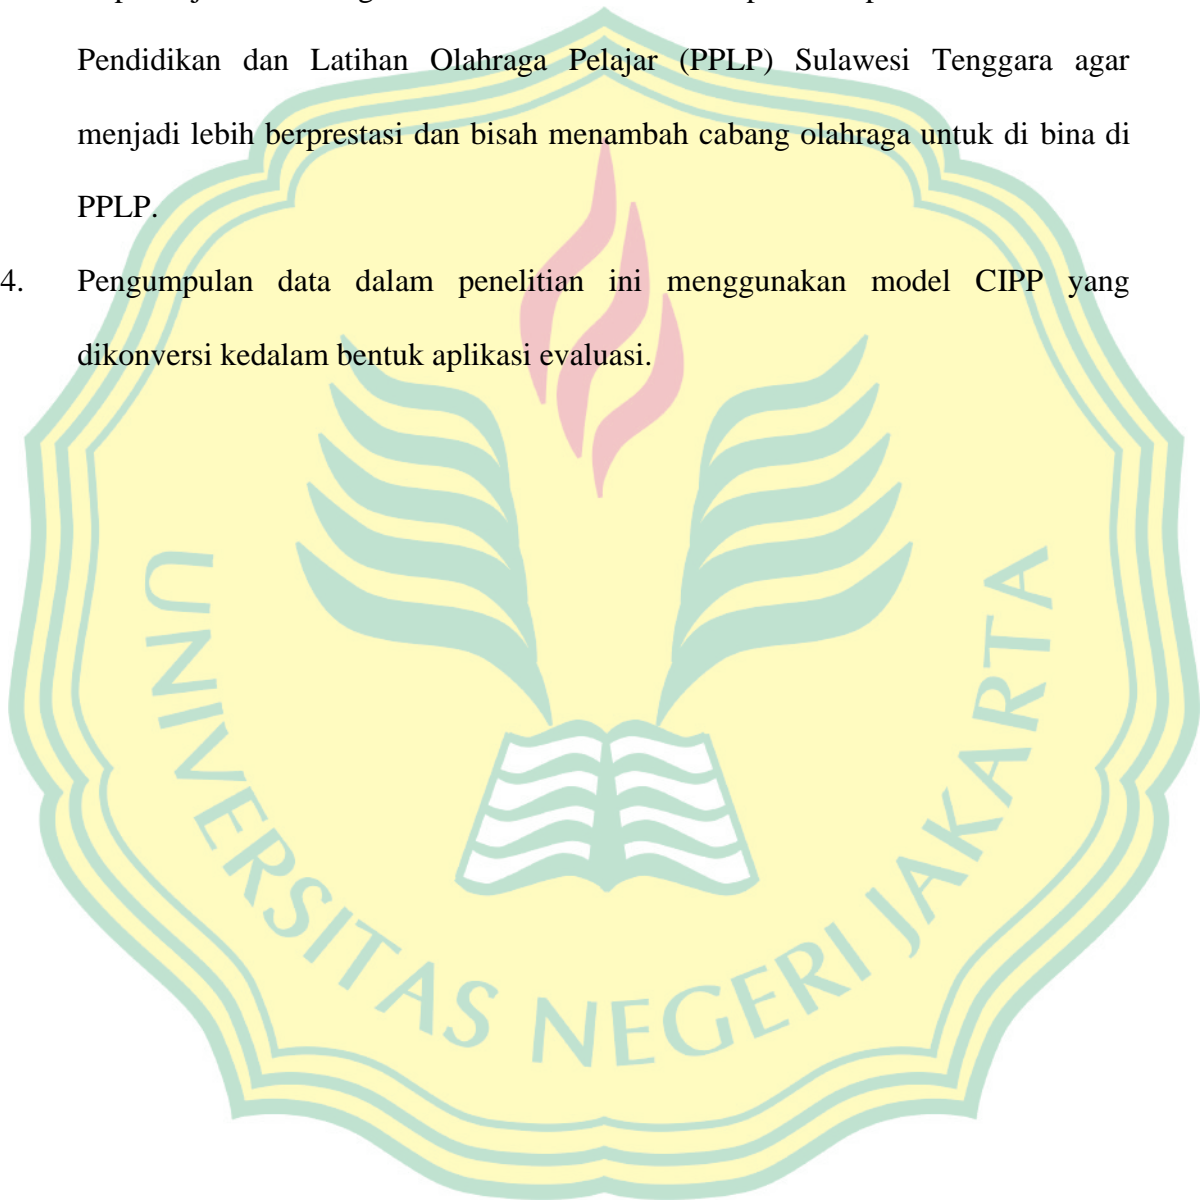 Pendidikan dan Latihan Olahraga Pelajar (PPLP) Sulawesi Tenggara agar
menjadi lebih berprestasi dan bisah menambah cabang olahraga untuk di bina di
PPLP.
4. Pengumpulan data dalam penelitian ini menggunakan model CIPP yang
dikonversi kedalam bentuk aplikasi evaluasi.
UNIVERSITAS NEGERI JAKARTA